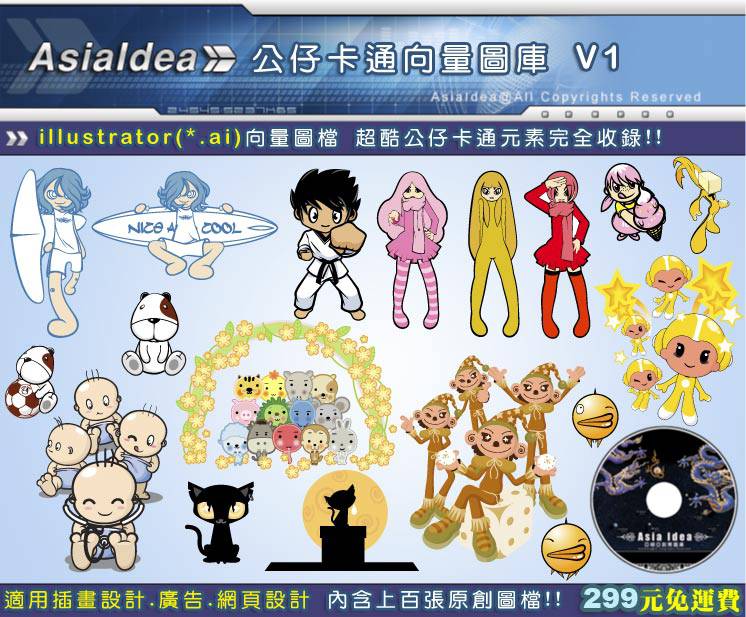 AsiaIdea 公仔卡通向量圖庫 V1
AsiaIdea@All Copyrights Reserved
illustrator(*.ai)向量圖檔 超酷公仔卡通元素完全收錄!!
NICE A COOL
Asia Idea
適用插畫設計.廣告.網頁設計 內含上百張原創圖檔!! 299元免運費